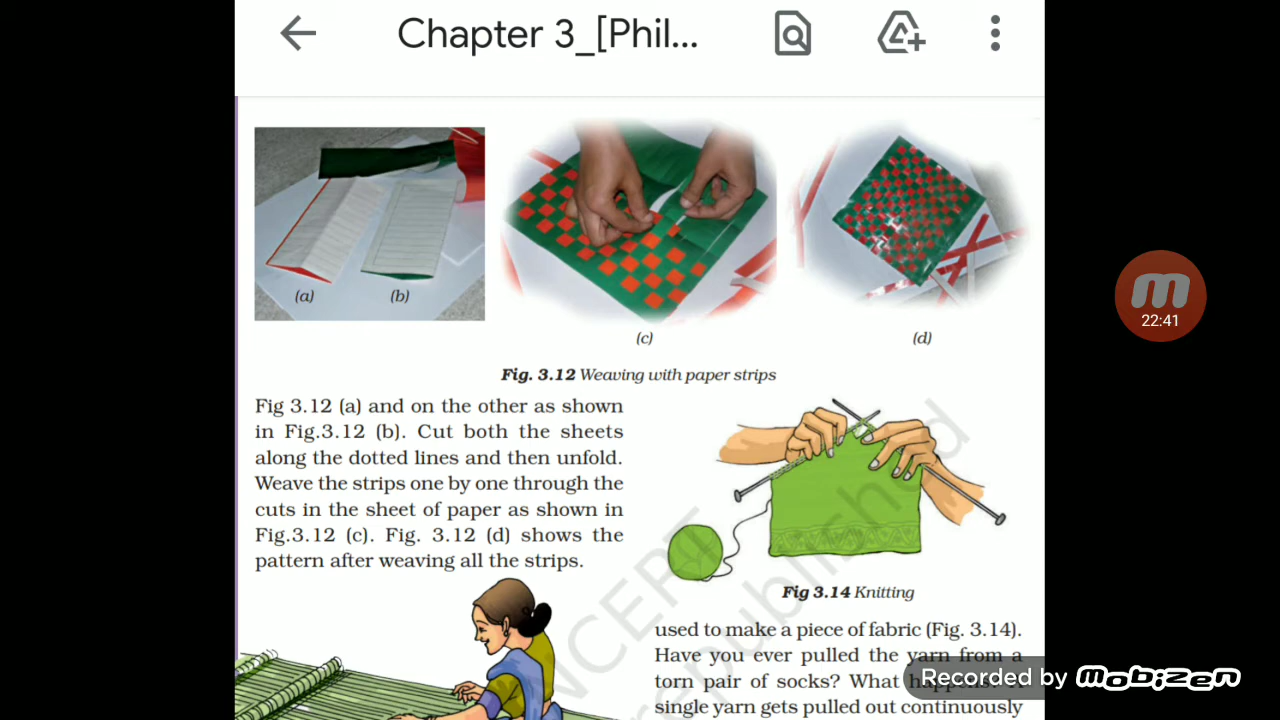 Chapter 3_[Phil...
(a)
(b)
(c)
(d)
Fig. 3.12 Weaving with paper strips
Fig 3.12 (a) and on the other as shown
in Fig.3.12 (b). Cut both the sheets
along the dotted lines and then unfold.
Weave the strips one by one through the
cuts in the sheet of paper as shown in
Fig.3.12 (c). Fig. 3.12 (d) shows the
pattern after weaving all the strips.
Fig 3.14 Knitting
used to make a piece of fabric (Fig. 3.14).
Have you ever pulled the yarn from a
torn pair of socks? What happens? A
single yarn gets pulled out continuously
22:41
Recorded by mobizen
NCERT
republished